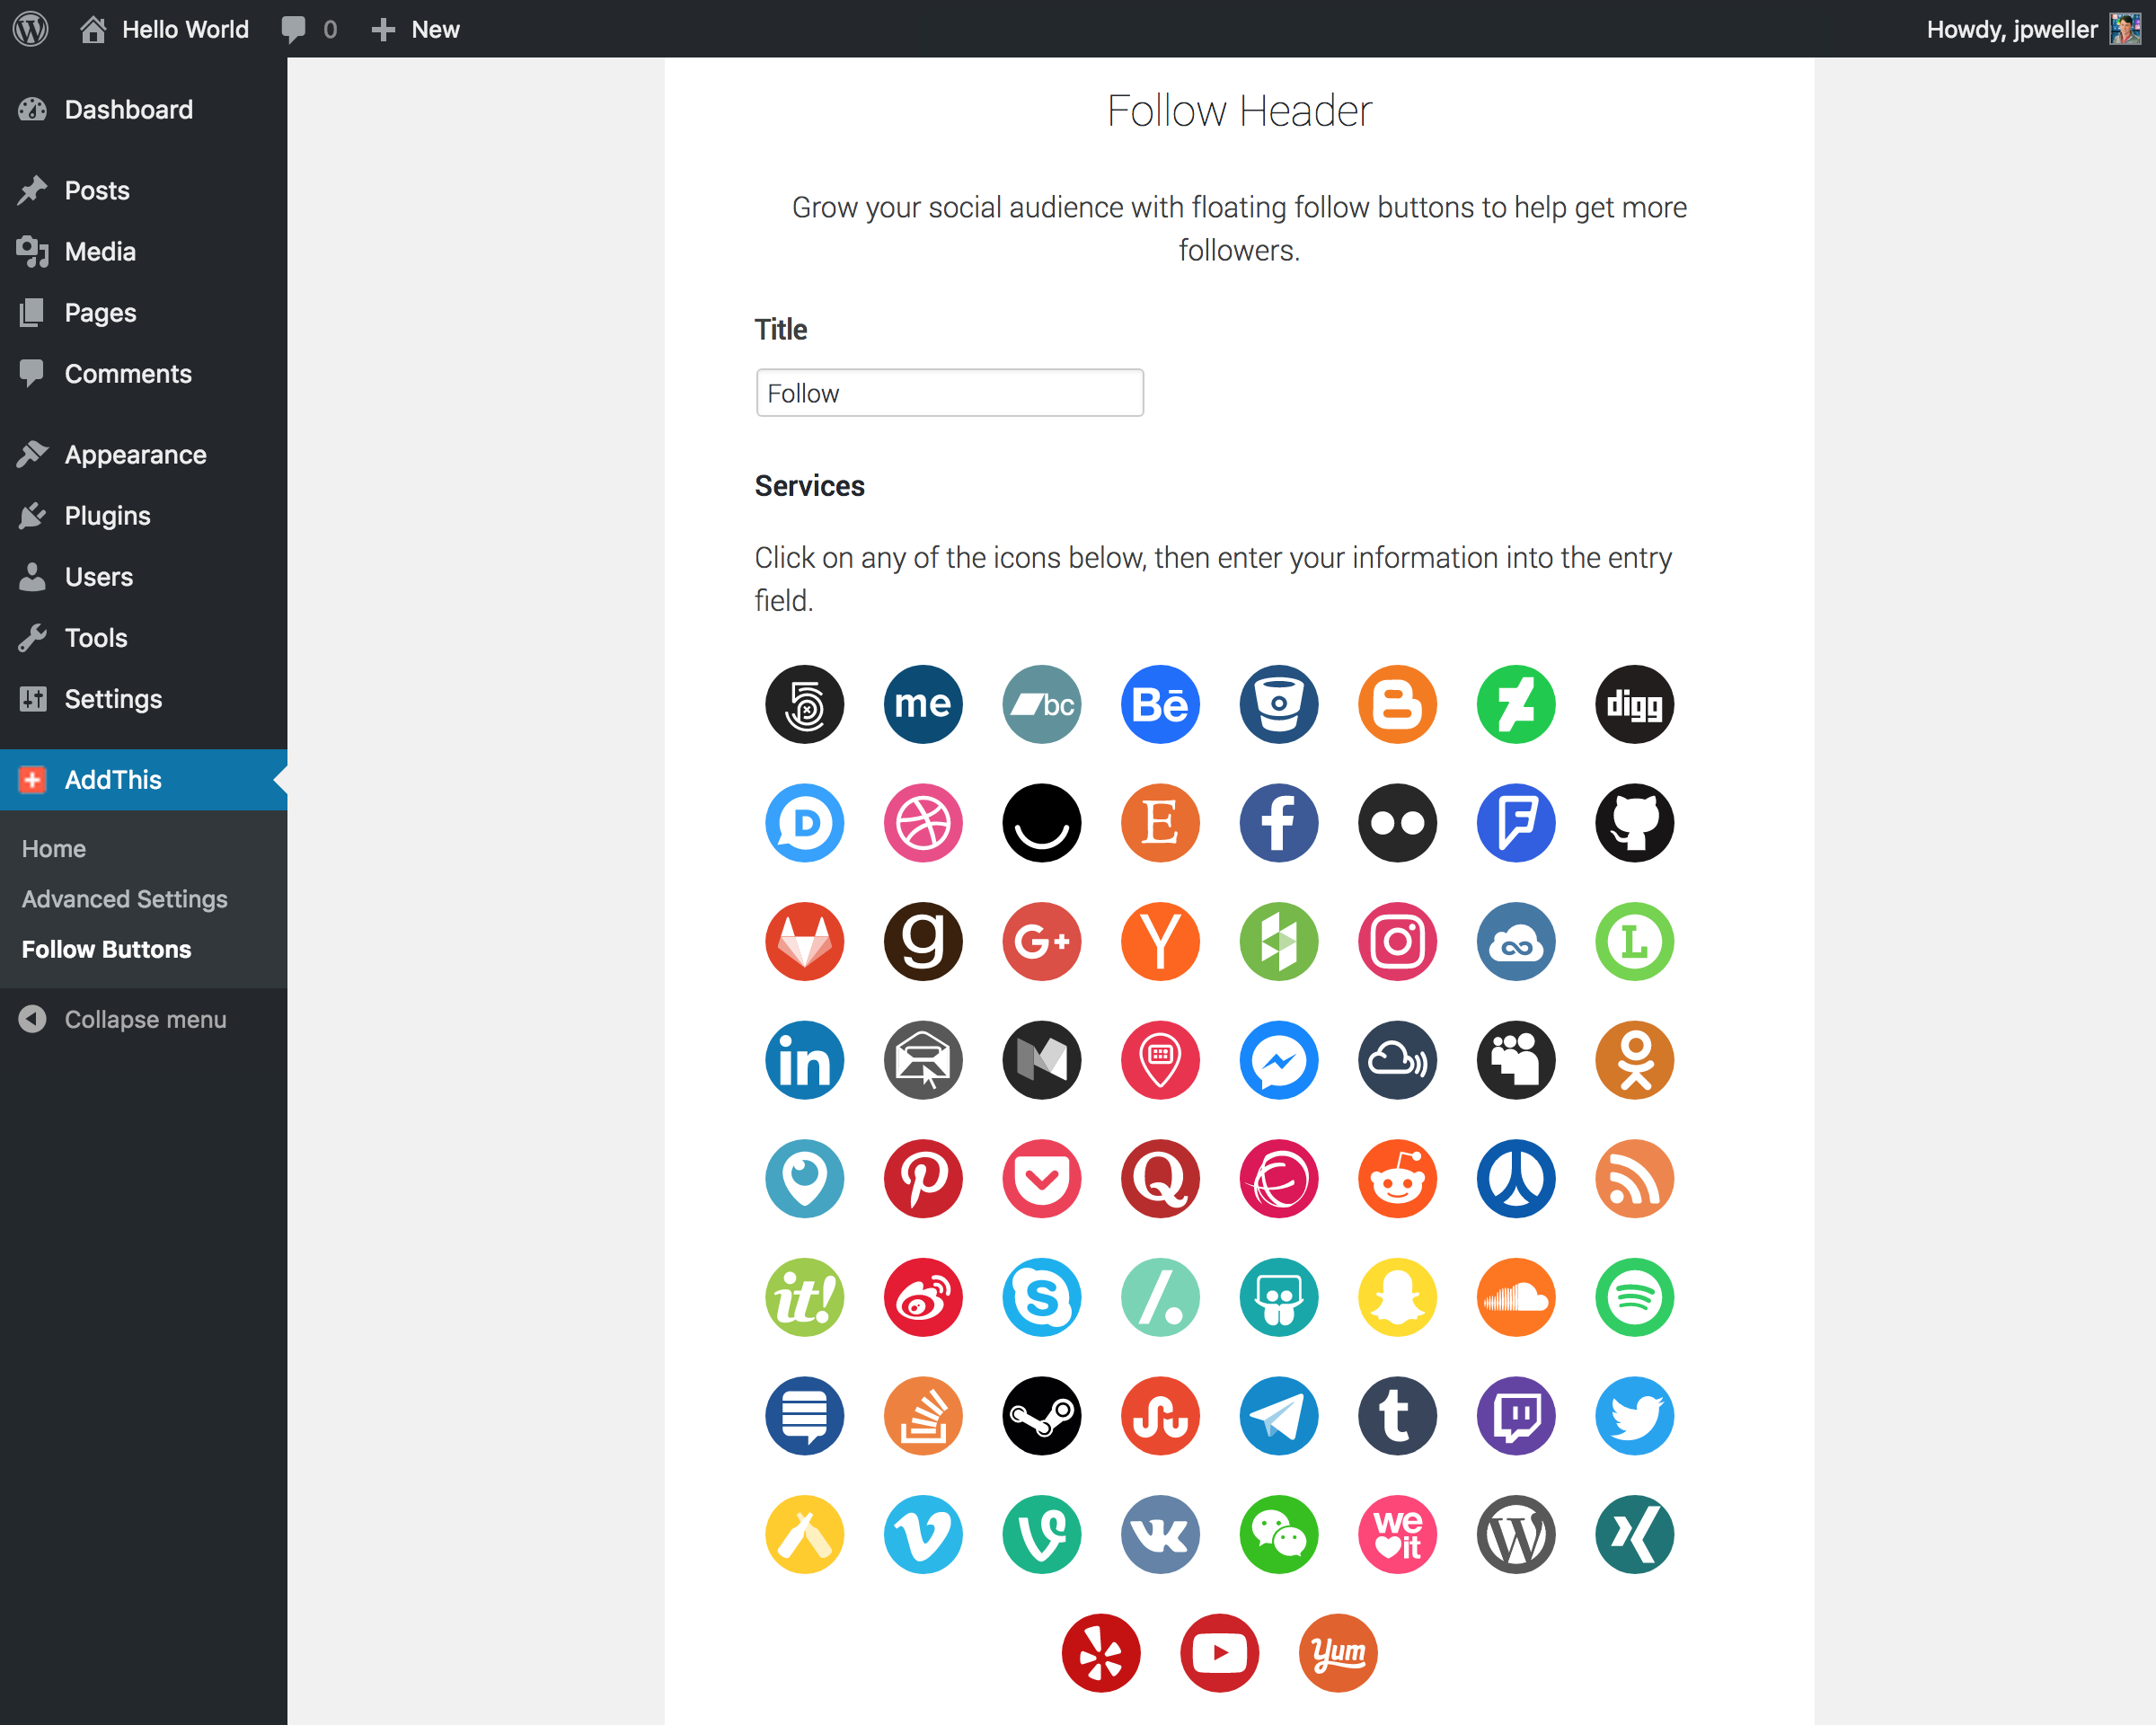 Hello World 0 New Howdy, jpweller
Dashboard
Posts
Media
Pages
Comments
Appearance
Plugins
Users
Tools
Settings
AddThis
Home
Advanced Settings
Follow Buttons
Collapse menu
Follow Header
Grow your social audience with floating follow buttons to help get more
followers.
Title
Follow
Services
Click on any of the icons below, then enter your information into the entry
field.
5 me bc Bē B digg
D E f F
g G+ Y L
in M
P Q
it! S
t
V VK we it W X
Yum